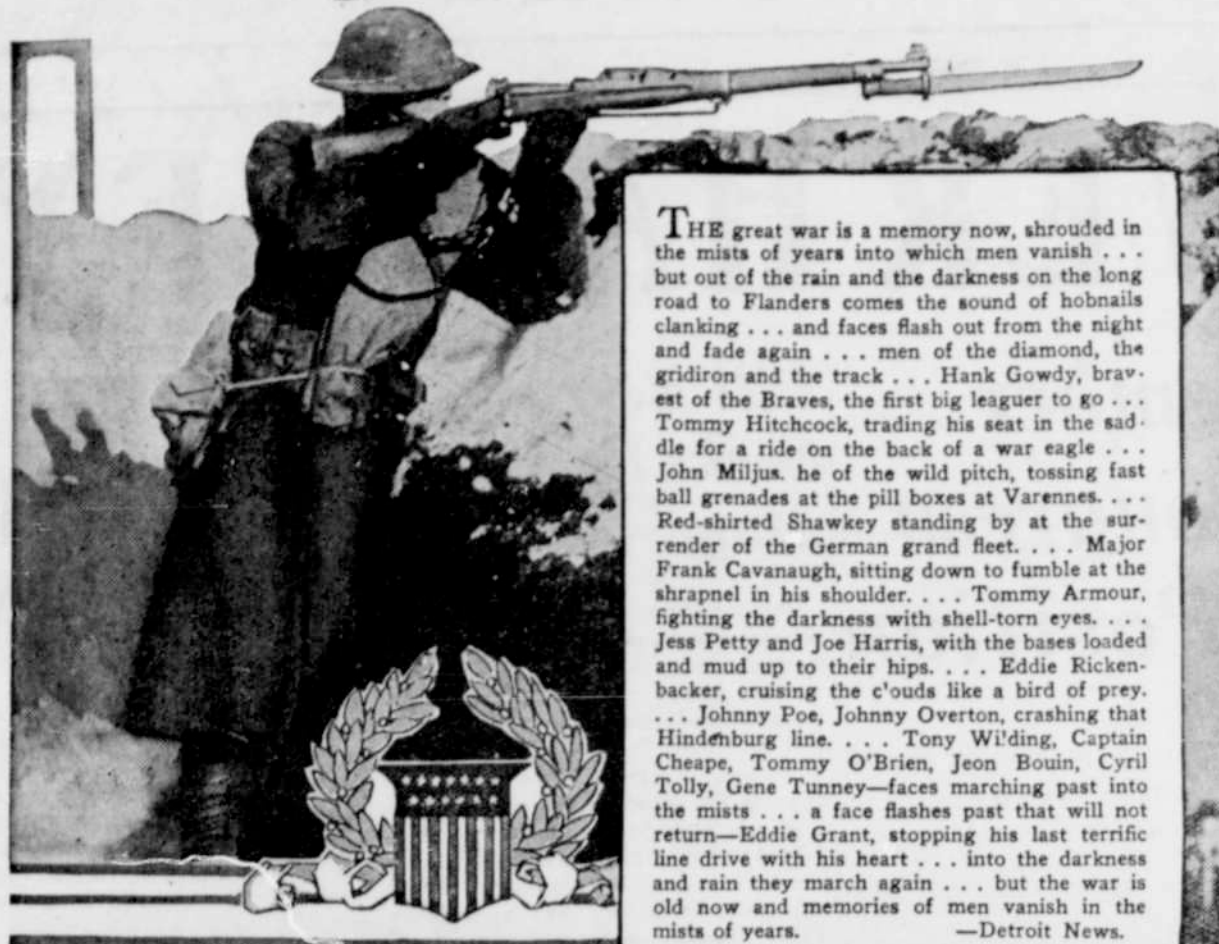 THE great war is a memory now, shrouded in
the mists of years into which men vanish . . .
but out of the rain and the darkness on the long
road to Flanders comes the sound of hobnails
clanking . . . and faces flash out from the night
and fade again . . . men of the diamond, the
gridiron and the track . . . Hank Gowdy, brav-
est of the Braves, the first big leaguer to go . . .
Tommy Hitchcock, trading his seat in the sad-
dle for a ride on the back of a war eagle . . .
John Miljus. he of the wild pitch, tossing fast
ball grenades at the pill boxes at Varennes. . . .
Red-shirted Shawkey standing by at the sur-
render of the German grand fleet. . . . Major
Frank Cavanaugh, sitting down to fumble at the
shrapnel in his shoulder. . . . Tommy Armour,
fighting the darkness with shell-torn eyes. . . .
Jess Petty and Joe Harris, with the bases loaded
and mud up to their hips. . . . Eddie Ricken-
backer, cruising the c'ouds like a bird of prey.
. . . Johnny Poe, Johnny Overton, crashing that
Hindenburg line. . . . Tony Wi'ding, Captain
Cheape, Tommy O'Brien, Jeon Bouin, Cyril
Tolly, Gene Tunney—faces marching past into
the mists . . . a face flashes past that will not
return—Eddie Grant, stopping his last terrific
line drive with his heart . . . into the darkness
and rain they march again . . . but the war is
old now and memories of men vanish in the
mists of years. —Detroit News.